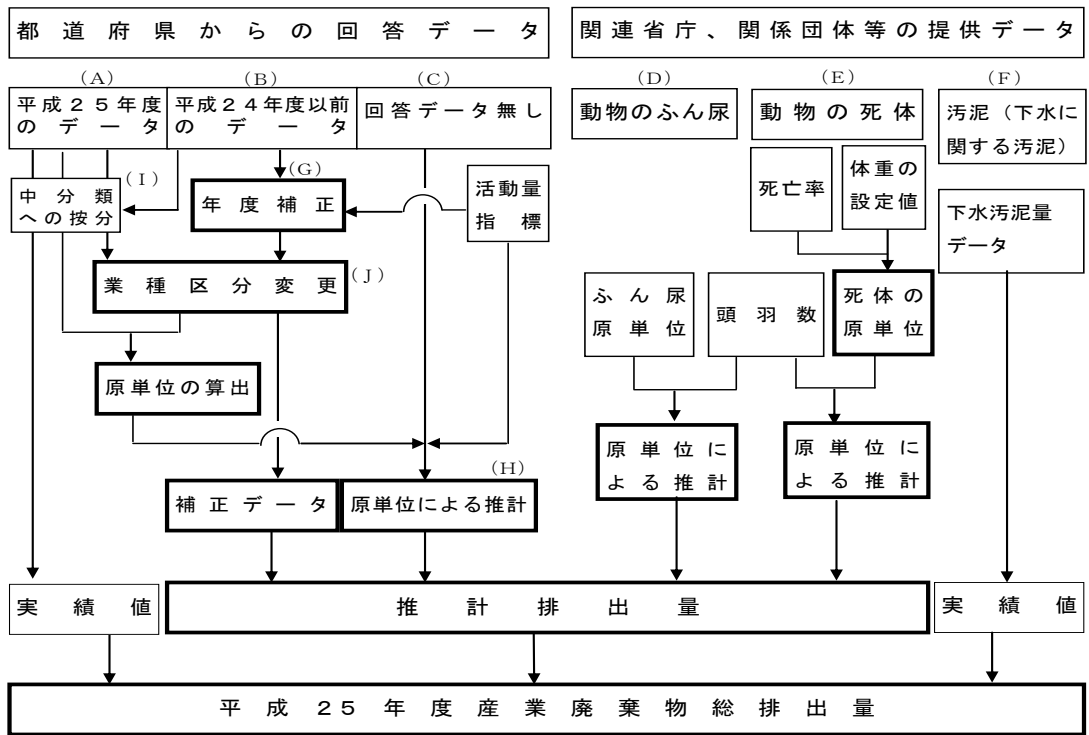 都道府県からの回答データ
関連省庁、関係団体等の提供データ
(A)
(B)
(C)
(D)
(E)
(F)
平成25年度
のデータ
平成24年度以前
のデータ
回答データ無し
動物のふん尿
動物の死体
汚泥(下水に
関する汚泥)
(I)
中分類
への按分
(G)
年度補正
活動量
指標
死亡率
体重の
設定値
下水汚泥量
データ
業種区分変更
(J)
ふん尿
原単位
頭羽数
死体の
原単位
原単位の算出
原単位に
よる推計
原単位に
よる推計
(H)
補正データ
原単位による推計
実績値
推計排出量
実績値
平成25年度産業廃棄物総排出量